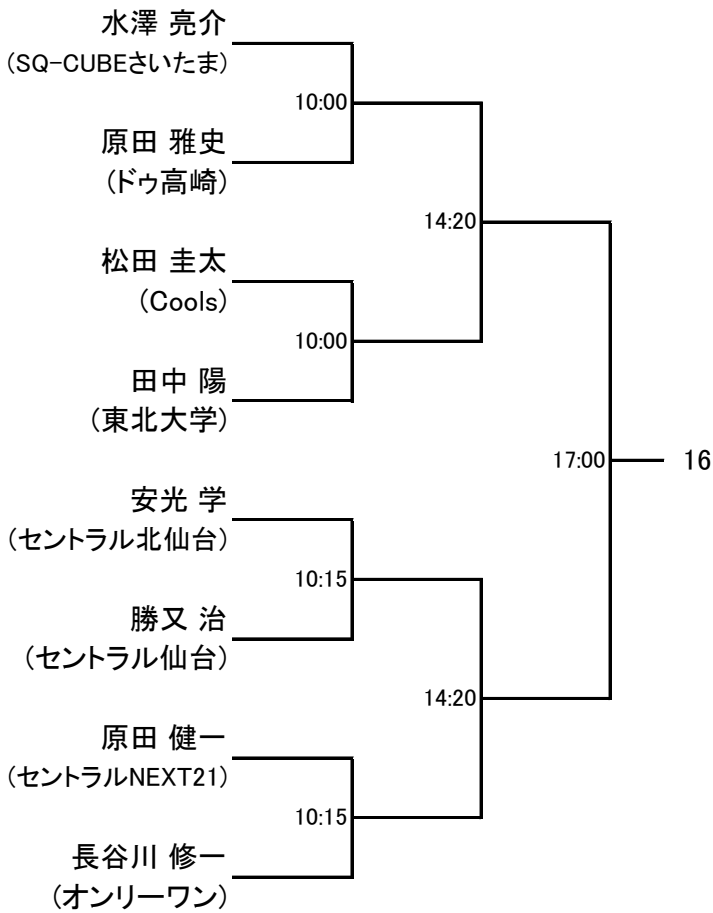 水澤 亮介
(SQ-CUBEさいたま)
10:00
原田 雅史
(ドゥ高崎)
14:20
松田 圭太
(Cools)
10:00
田中 陽
(東北大学)
17:00
16
安光 学
(セントラル北仙台)
10:15
勝又 治
(セントラル仙台)
14:20
原田 健一
(セントラルNEXT21)
10:15
長谷川 修一
(オンリーワン)